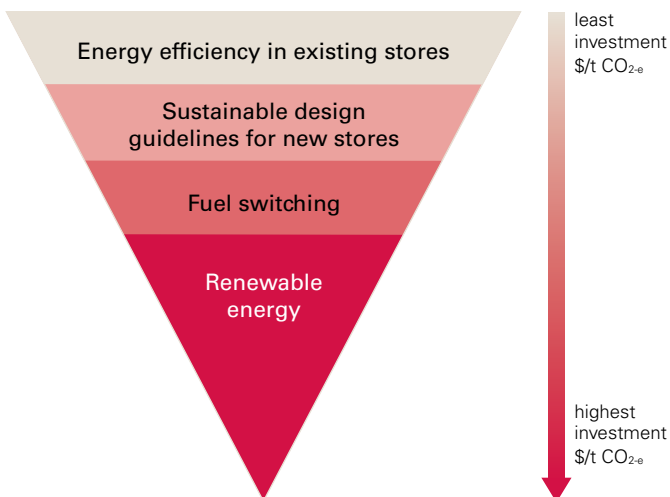 Energy efficiency in existing stores
Sustainable design
guidelines for new stores
Fuel switching
Renewable
energy
least
investment
$/t CO2-e
highest
investment
$/t CO2-e